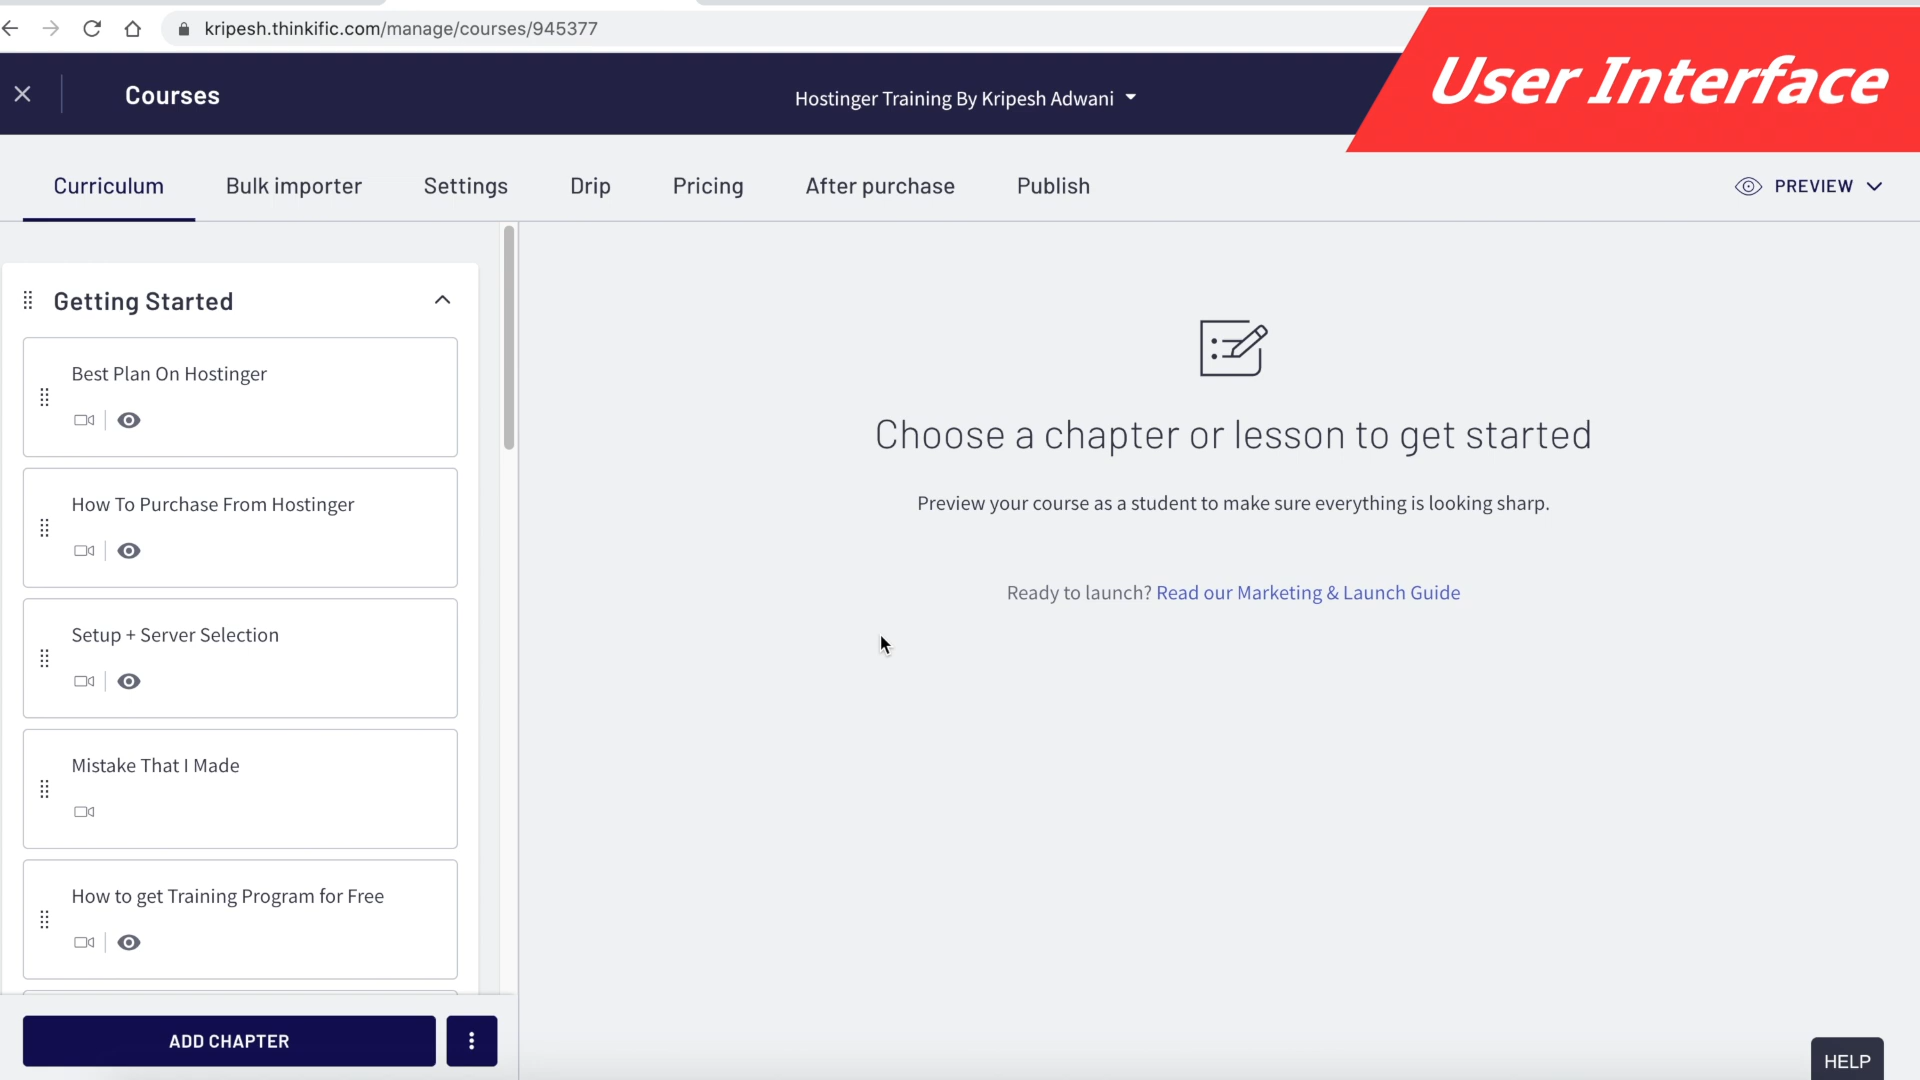 kripesh.thinkific.com/manage/courses/945377
User Interface
Courses
Hostinger Training By Kripesh Adwani
Curriculum
Bulk importer
Settings
Drip
Pricing
After purchase
Publish
PREVIEW
Getting Started
Best Plan On Hostinger
How To Purchase From Hostinger
Setup + Server Selection
Mistake That I Made
How to get Training Program for Free
ADD CHAPTER
Choose a chapter or lesson to get started
Preview your course as a student to make sure everything is looking sharp.
Ready to launch? Read our Marketing & Launch Guide
HELP